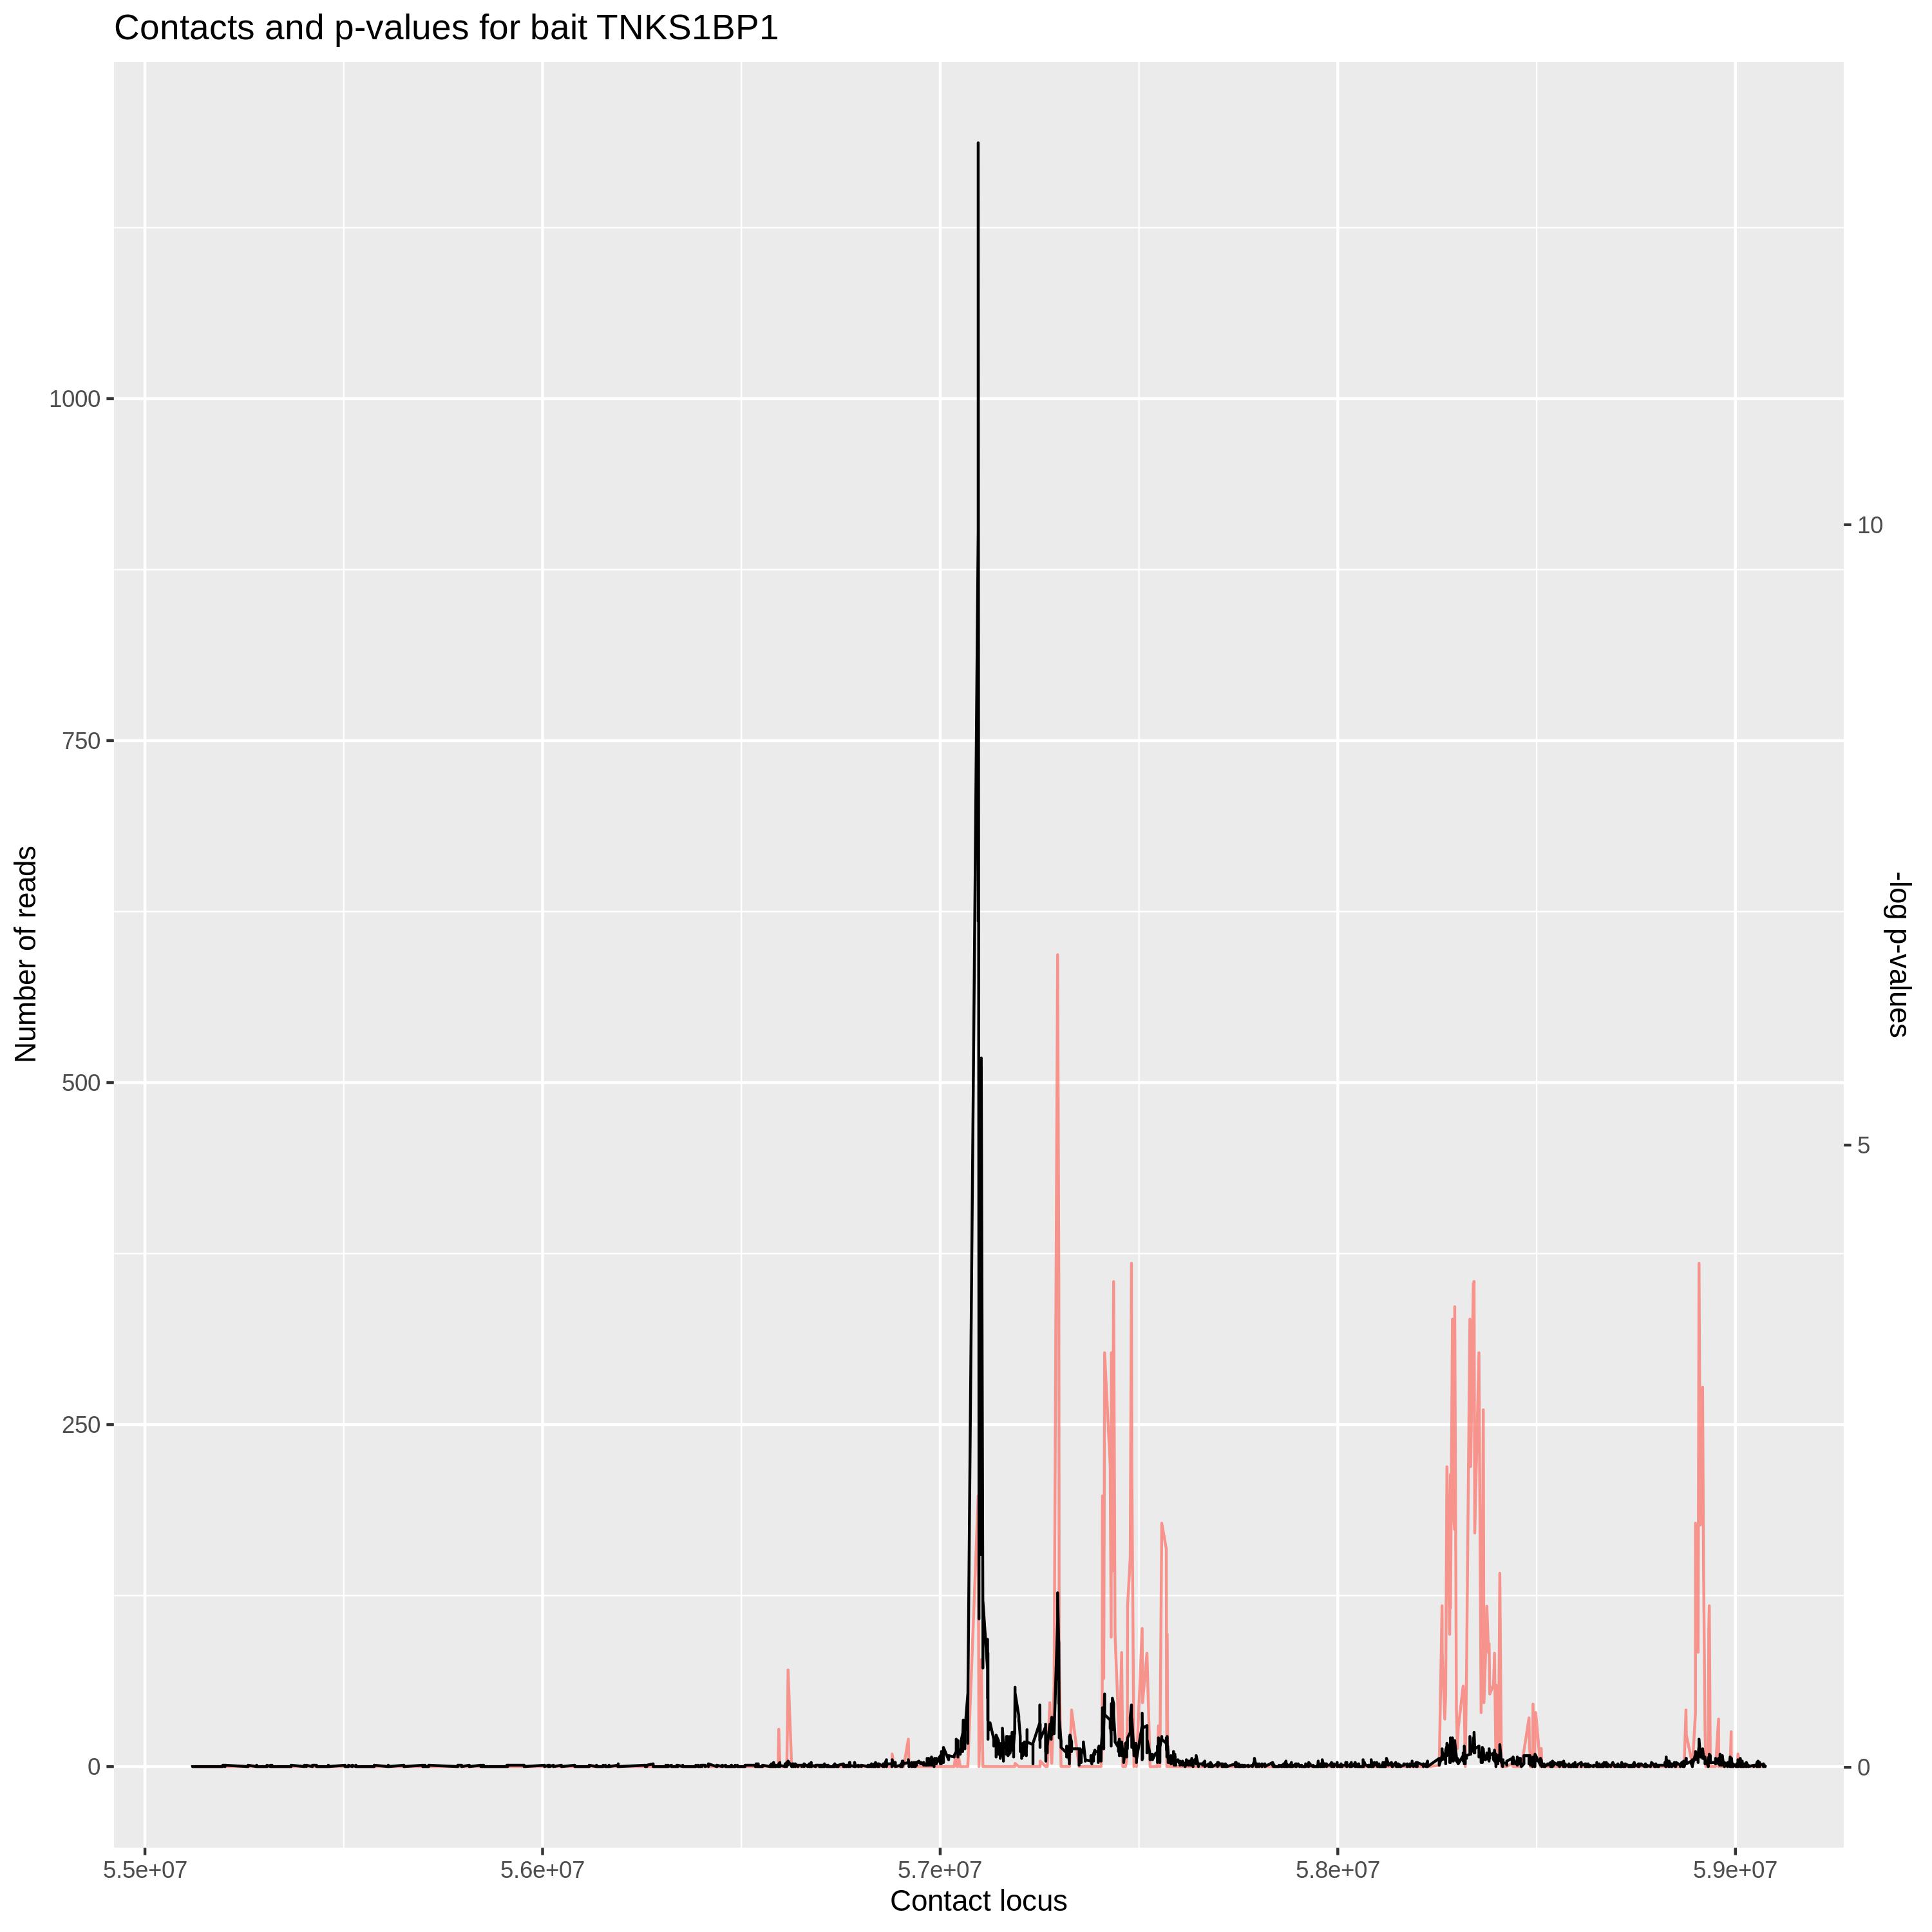 Contacts and p-values for bait TNKS1BP1
Number of reads
1000
750
500
250
0
10
5
0
-log p-values
5.5e+07
5.6e+07
5.7e+07
5.8e+07
5.9e+07
Contact locus